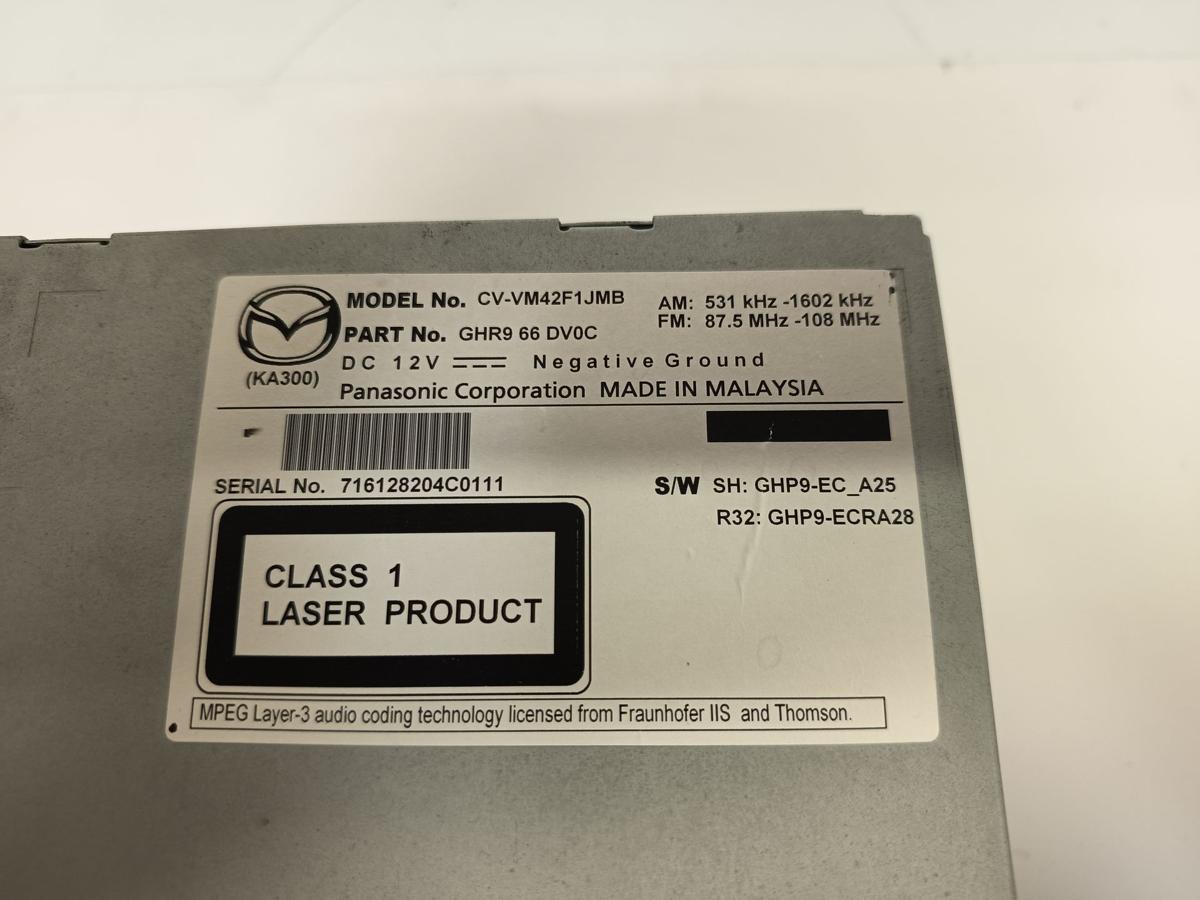 MODEL No. CV-VM42F1JMB AM: 531 kHz -1602 kHz
PART No. GHR9 66 DV0C FM: 87.5 MHz -108 MHz
DC 12V Negative Ground
(KA300)
Panasonic Corporation MADE IN MALAYSIA
SERIAL No. 716128204C0111
S/W SH: GHP9-EC_A25
R32: GHP9-ECRA28
CLASS 1
LASER PRODUCT
MPEG Layer-3 audio coding technology licensed from Fraunhofer IIS and Thomson.